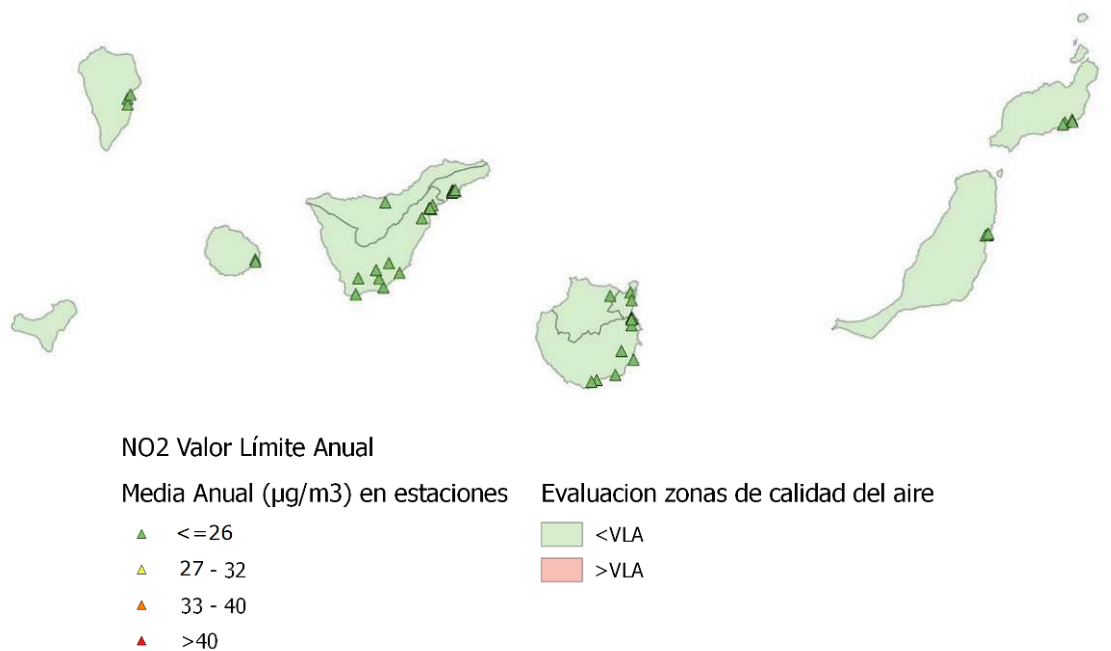 NO2 Valor Límite Anual
Media Anual (µg/m3) en estaciones
<=26
27 - 32
33 - 40
>40
Evaluacion zonas de calidad del aire
<VLA
>VLA